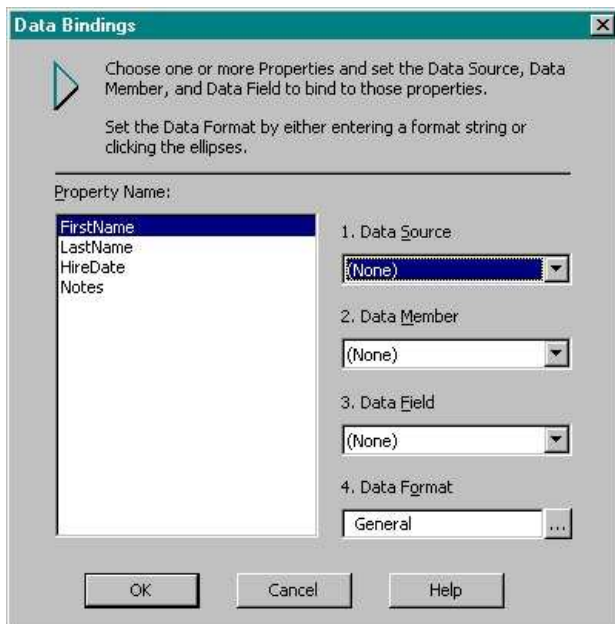 Data Bindings
Choose one or more Properties and set the Data Source, Data
Member, and Data Field to bind to those properties.
Set the Data Format by either entering a format string or
clicking the ellipses.
Property Name:
FirstName
LastName
HireDate
Notes
1. Data Source
(None)
2. Data Member
(None)
3. Data Field
(None)
4. Data Format
General
...
OK
Cancel
Help